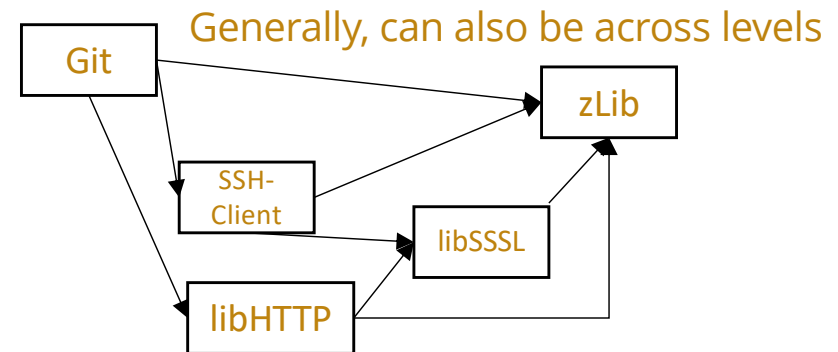 Generally, can also be across levels
Git
zLib
SSH-
Client
libSSSL
libHTTP